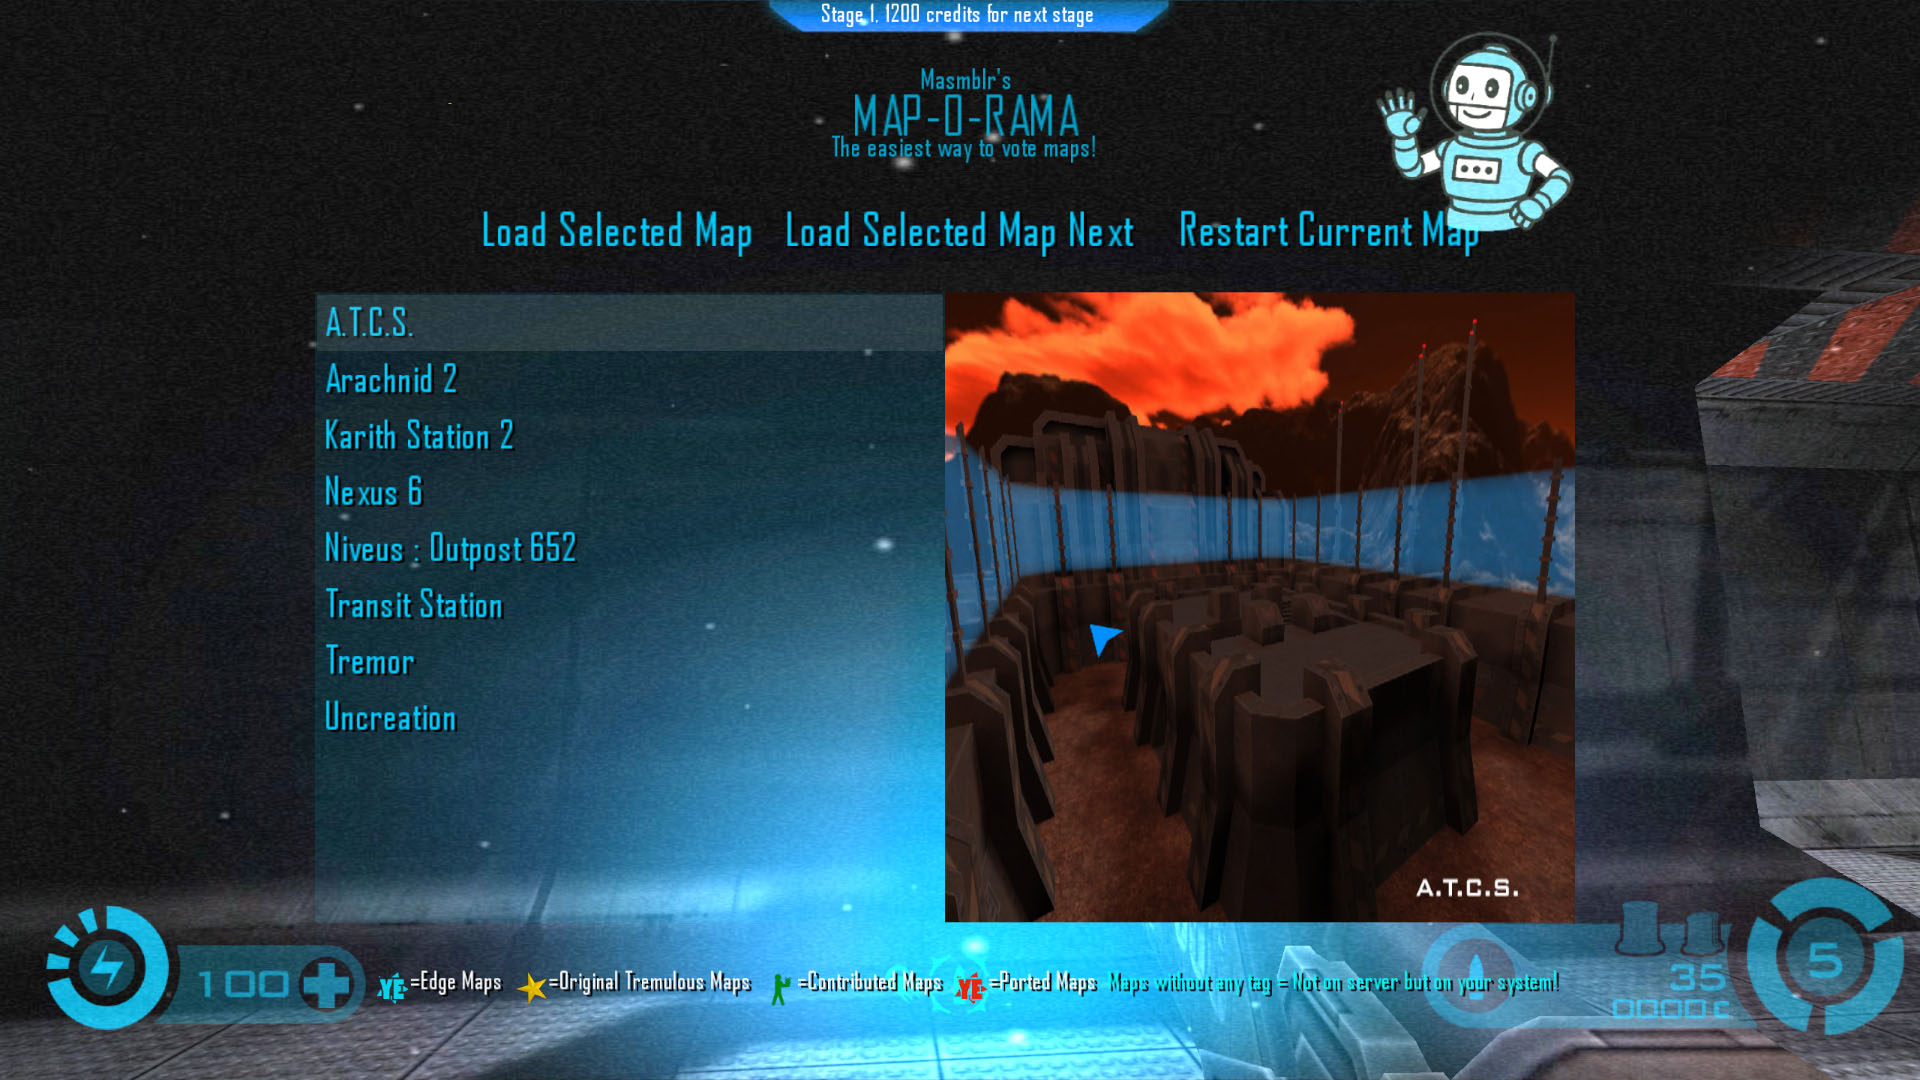 Stage 1. 1200 credits for next stage
Masmblr's
MAP-O-RAMA
The easiest way to vote maps!
Load Selected Map Load Selected Map Next Restart Current Map
A.T.C.S.
Arachnid 2
Karith Station 2
Nexus 6
Niveus : Outpost 652
Transit Station
Tremor
Uncreation
A.T.C.S.
100
YE =Edge Maps =Original Tremulous Maps =Contributed Maps YE =Ported Maps Maps without any tag = Not on server but on your system!
35
0000c
5